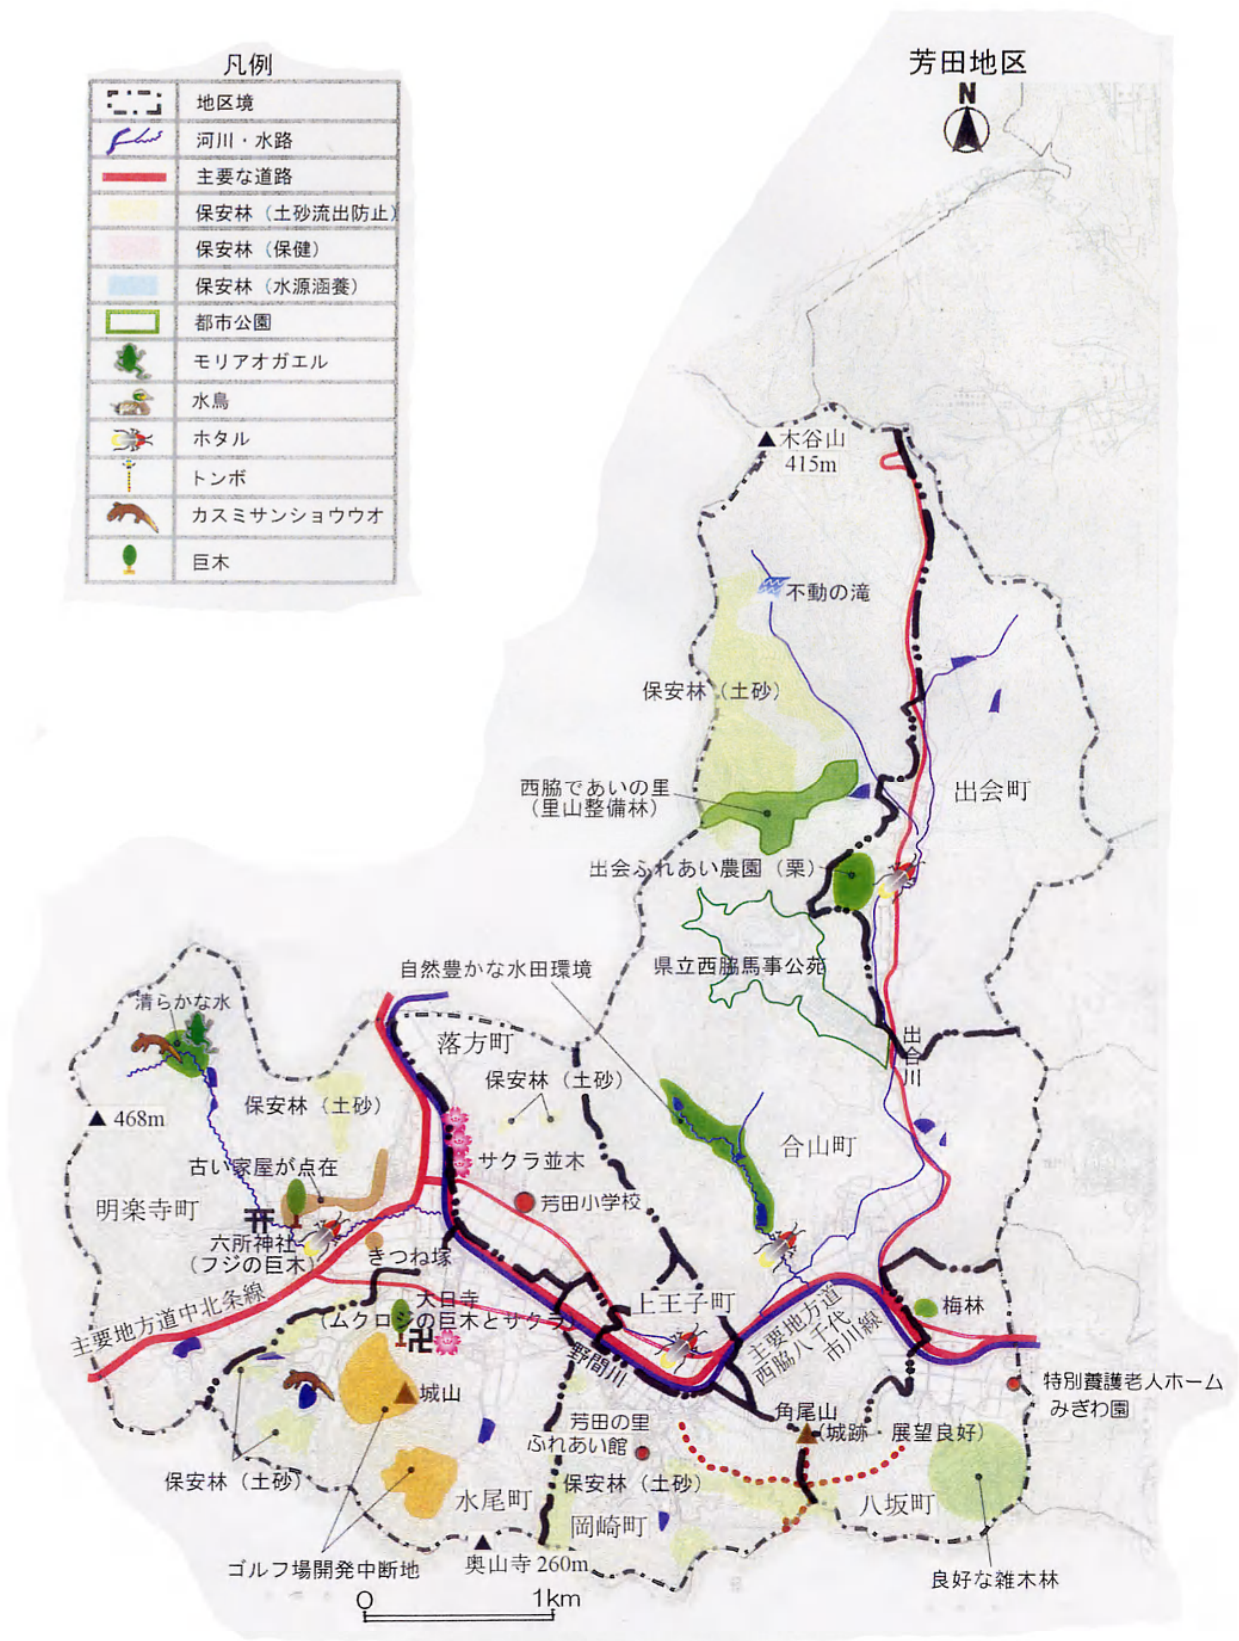 凡例
地区境
河川・水路
主要な道路
保安林（土砂流出防止）
保安林（保健）
保安林（水源涵養）
都市公園
モリアオガエル
水鳥
ホタル
トンボ
カスミサンショウウオ
巨木
芳田地区
N
木谷山
415m
不動の滝
保安林（土砂）
西脇であいの里
（里山整備林）
出会町
出会ふれあい農園（栗）
県立西脇馬事公苑
自然豊かな水田環境
出合川
清らかな水
落方町
保安林（土砂）
保安林（土砂）
468m
サクラ並木
合山町
古い家屋が点在
明楽寺町
芳田小学校
六所神社
（フジの巨木）
きつね塚
主要地方道中北条線
大日寺
（ムクロジの巨木とサクラ）
上王子町
梅林
主要地方道
西脇八千代
市川線
野間川
城山
特別養護老人ホーム
みぎわ園
角尾山
（城跡・展望良好）
芳田の里
ふれあい館
保安林（土砂）
保安林（土砂）
水尾町
岡崎町
八坂町
奥山寺 260m
ゴルフ場開発中断地
良好な雑木林
0
1km